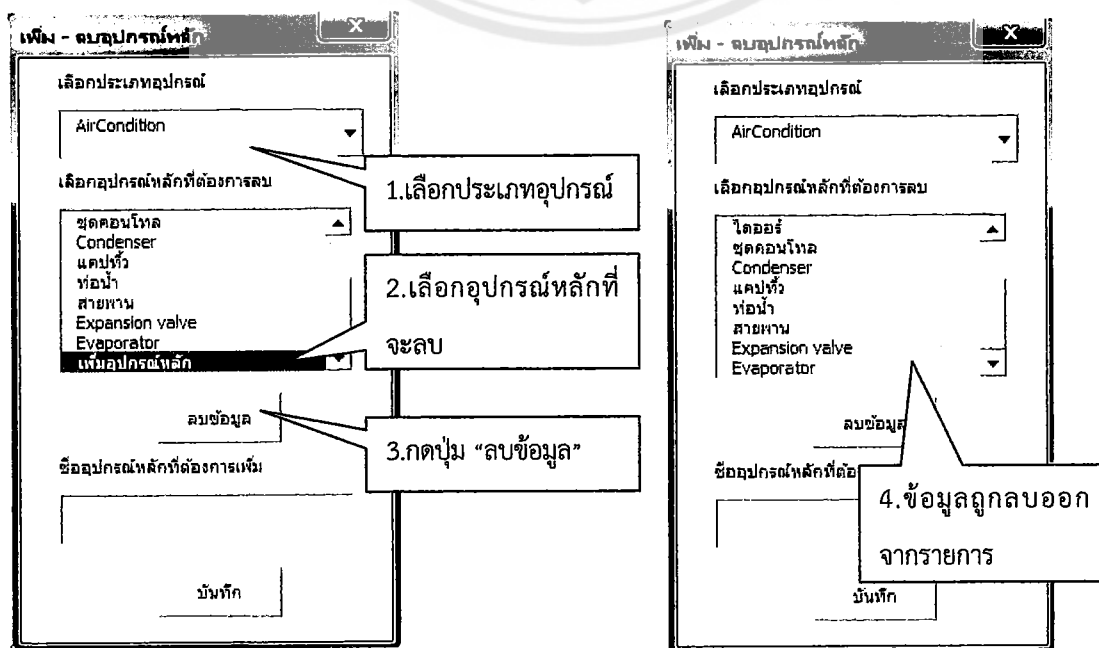 เพิ่ม - ลบอุปกรณ์หลัก
X
เลือกประเภทอุปกรณ์
AirCondition
เลือกอุปกรณ์หลักที่ต้องการลบ
ชุดคอนโทล
Condenser
แคปทิ้ว
ท่อน้ำ
สายพาน
Expansion valve
Evaporator
เพิ่มอุปกรณ์หลัก
ลบข้อมูล
ชื่ออุปกรณ์หลักที่ต้องการเพิ่ม
บันทึก
1.เลือกประเภทอุปกรณ์
2.เลือกอุปกรณ์หลักที่
จะลบ
3.กดปุ่ม “ลบข้อมูล”
เพิ่ม - ลบอุปกรณ์หลัก
X
เลือกประเภทอุปกรณ์
AirCondition
เลือกอุปกรณ์หลักที่ต้องการลบ
ไดออร์
ชุดคอนโทล
Condenser
แคปทิ้ว
ท่อน้ำ
สายพาน
Expansion valve
Evaporator
ลบข้อมูล
ชื่ออุปกรณ์หลักที่ต้อ
บันทึก
4.ข้อมูลถูกลบออก
จากรายการ